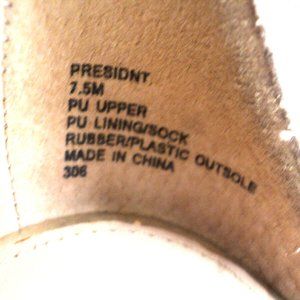 PRESIDNT
7.5M
PU UPPER
PU LINING/SOCK
RUBBER/PLASTIC OUTSOLE
MADE IN CHINA
306